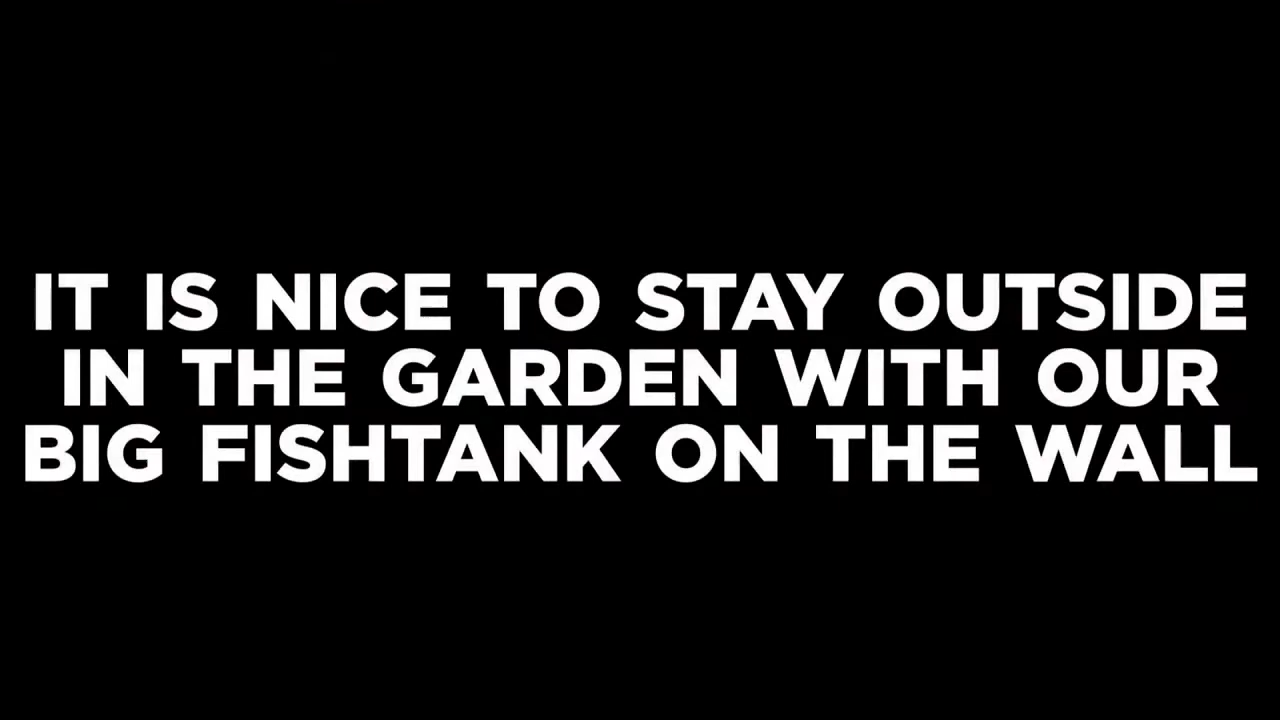 IT IS NICE TO STAY OUTSIDE
IN THE GARDEN WITH OUR
BIG FISHTANK ON THE WALL